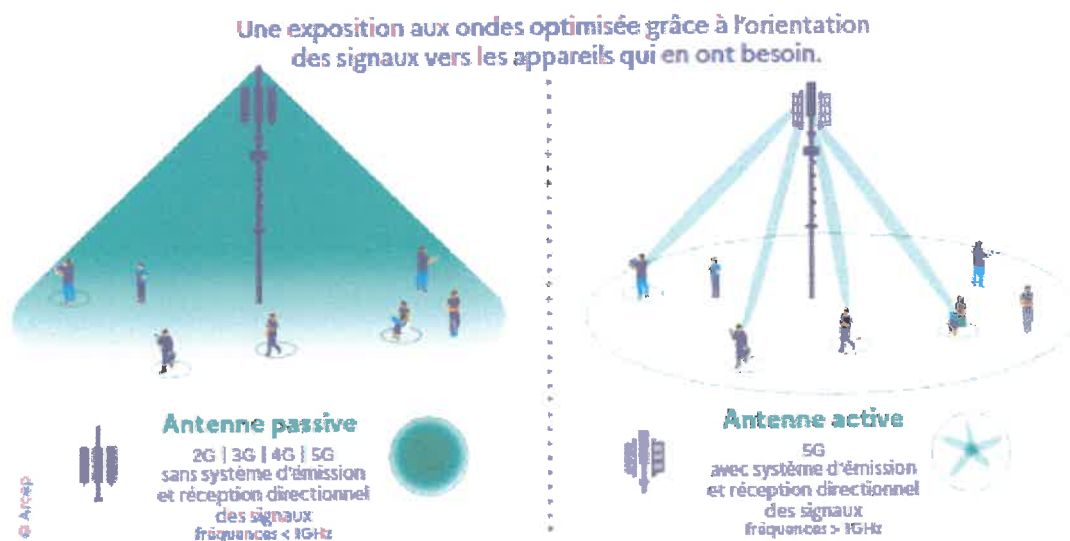 Une exposition aux ondes optimisée grâce à l'orientation
des signaux vers les appareils qui en ont besoin.
Antenne passive
2G | 3G | 4G | 5G
sans système d'émission
et réception directionnel
des signaux
fréquences < 1GHz
Antenne active
5G
avec système d'émission
et réception directionnel
des signaux
fréquences > 1GHz
© Arcep